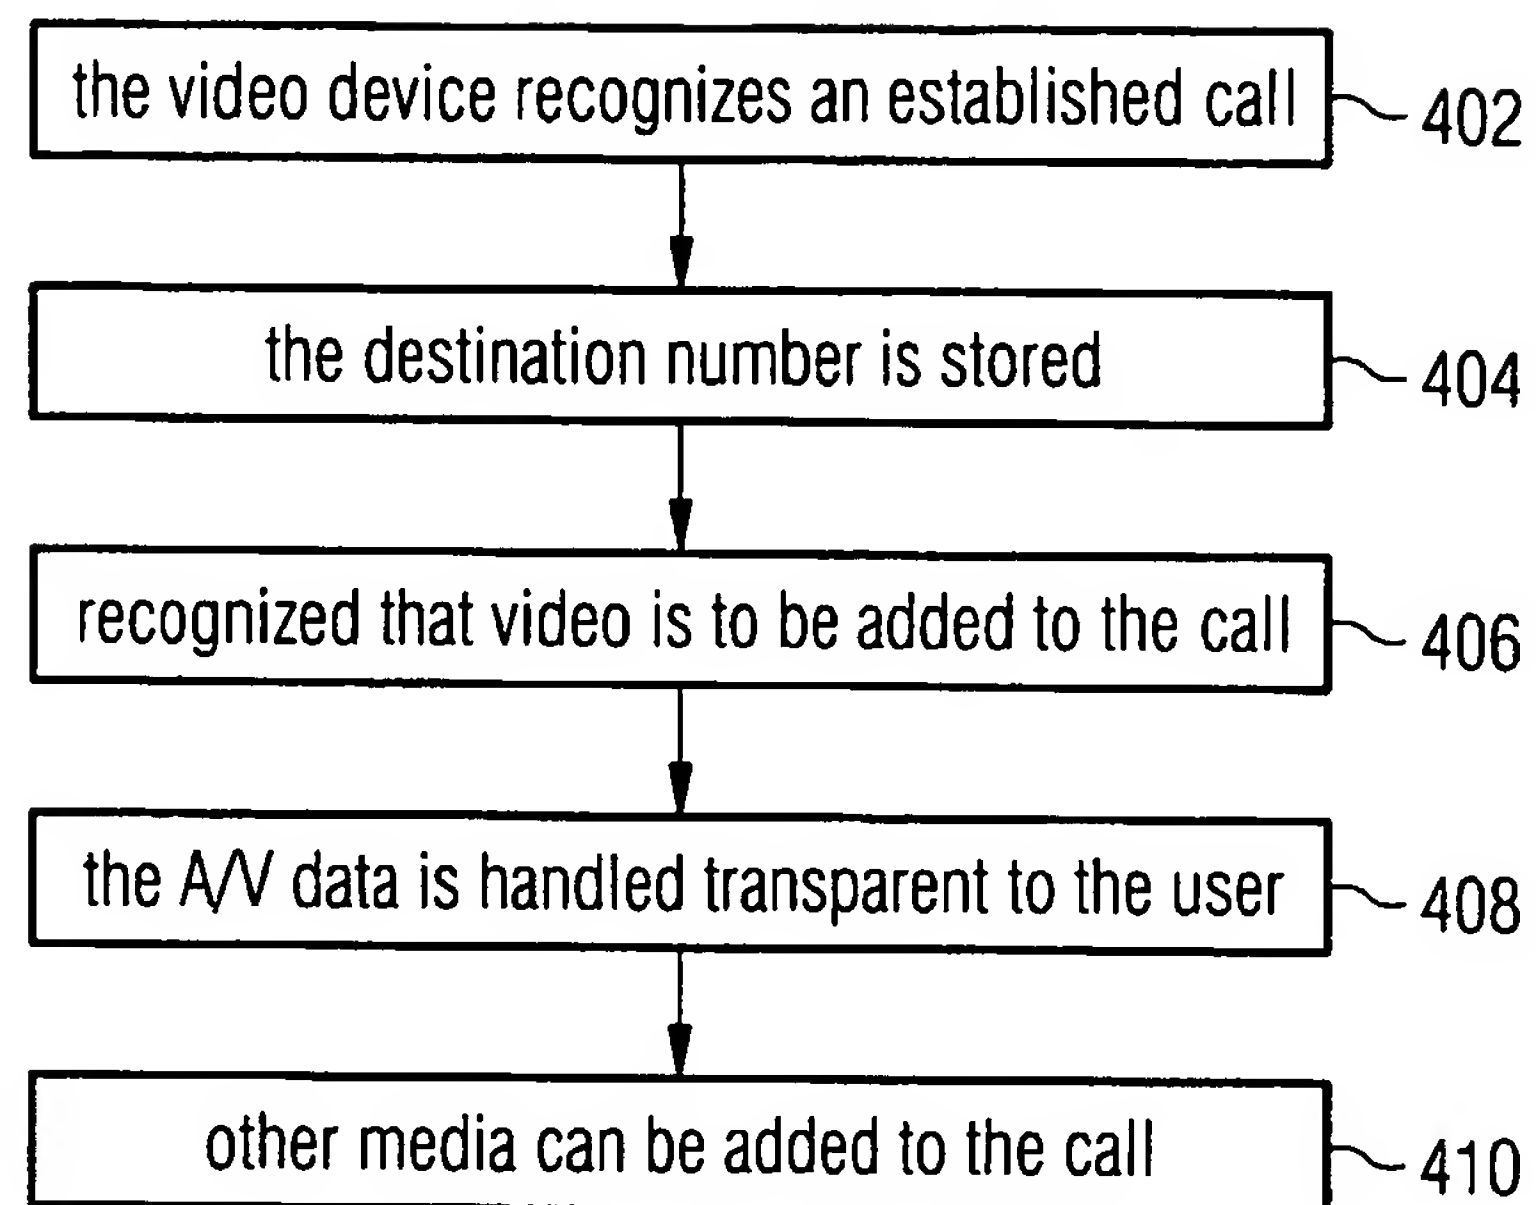 the video device recognizes an established call 402
the destination number is stored 404
recognized that video is to be added to the call 406
the A/V data is handled transparent to the user 408
other media can be added to the call 410